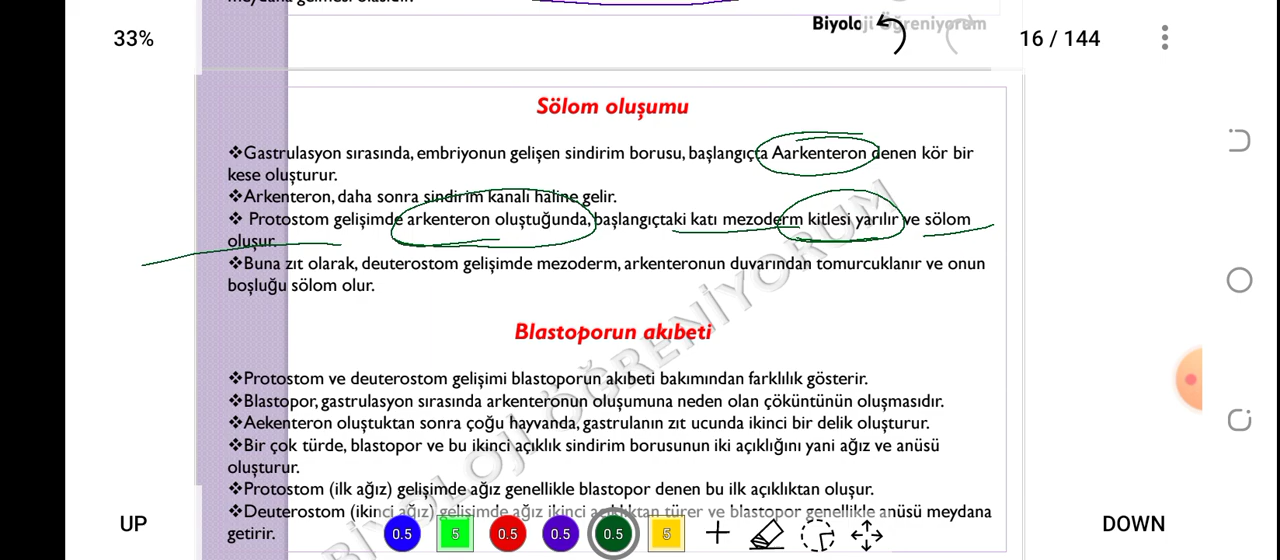 33%
Biyoloji Öğreniyorum
16 / 144
Sölom oluşumu
❖Gastrulasyon sırasında, embriyonun gelişen sindirim borusu, başlangıçta Aarkenteron denen kör bir
kese oluşturur.
❖Arkenteron, daha sonra sindirim kanalı haline gelir.
❖ Protostom gelişimde arkenteron oluştuğunda, başlangıçtaki katı mezoderm kitlesi yarılır ve sölom
oluşur.
❖Buna zıt olarak, deuterostom gelişimde mezoderm, arkenteronun duvarından tomurcuklanır ve onun
boşluğu sölom olur.
Blastoporun akıbeti
❖Protostom ve deuterostom gelişimi blastoporun akıbeti bakımından farklılık gösterir.
❖Blastopor, gastrulasyon sırasında arkenteronun oluşumuna neden olan çöküntünün oluşmasıdır.
❖Aekenteron oluştuktan sonra çoğu hayvanda, gastrulanın zıt ucunda ikinci bir delik oluşturur.
❖Bir çok türde, blastopor ve bu ikinci açıklık sindirim borusunun iki açıklığını yani ağız ve anüsü
oluşturur.
❖Protostom (ilk ağız) gelişimde ağız genellikle blastopor denen bu ilk açıklıktan oluşur.
❖Deuterostom (ikinci ağız) gelişimde ağız ikinci açıklıktan türer ve blastopor genellikle anüsü meydana
getirir.
BİYOLOJİ ÖĞRENİYORUM
UP
0.5 5 0.5 0.5 0.5 5
DOWN